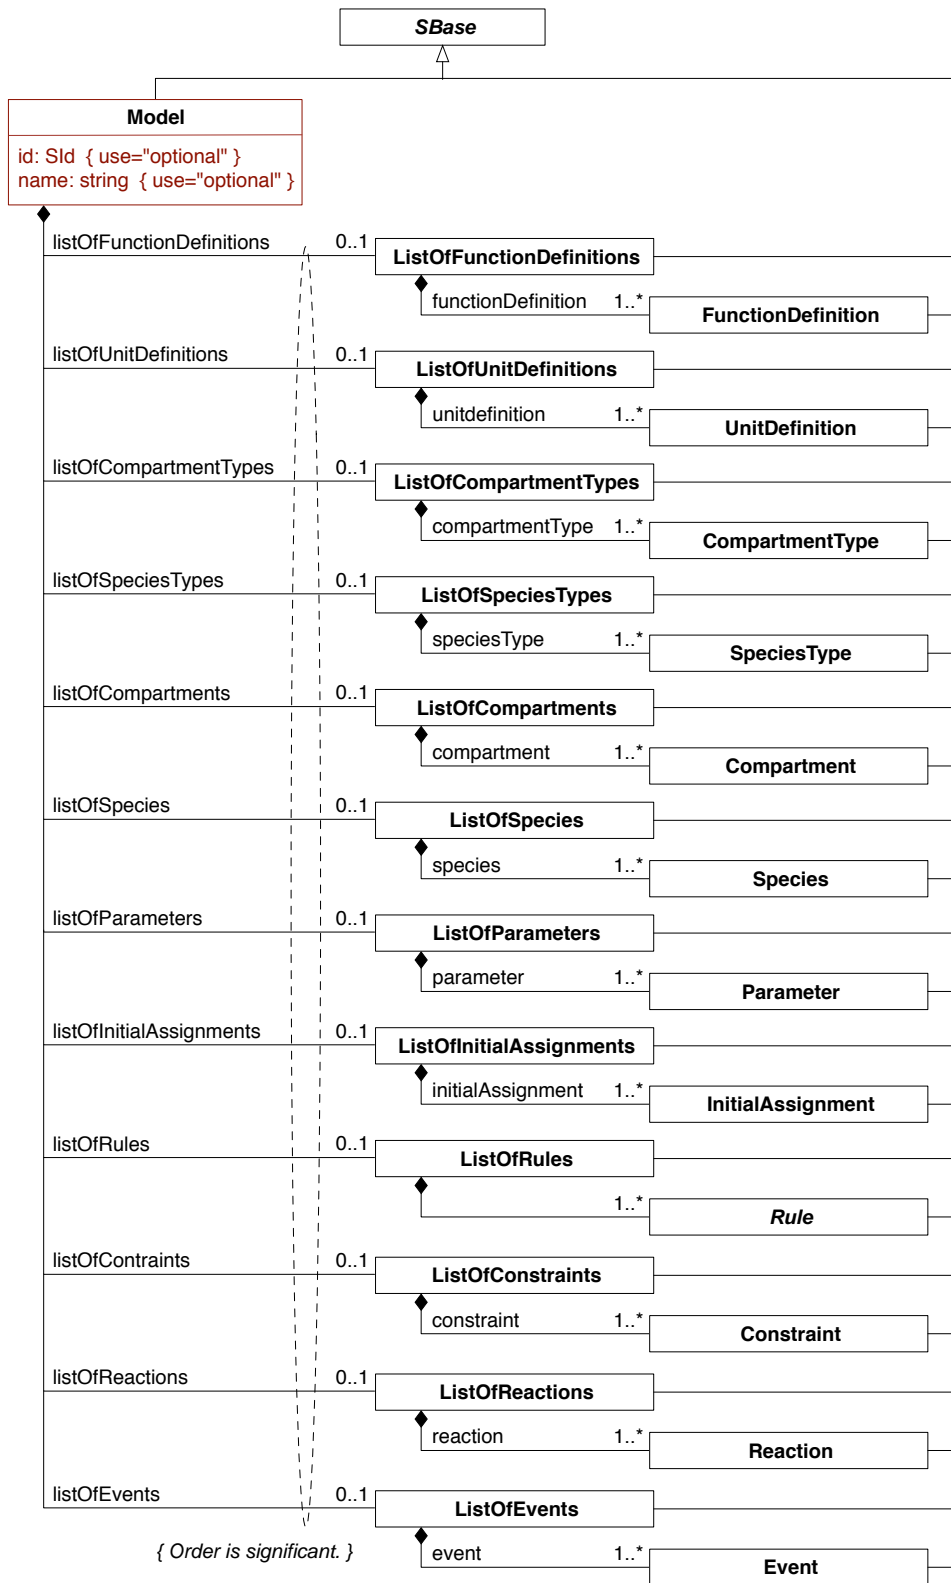 SBase
Model
id: SId { use="optional" }
name: string { use="optional" }
listOfFunctionDefinitions 0..1 ListOfFunctionDefinitions
functionDefinition 1..* FunctionDefinition
listOfUnitDefinitions 0..1 ListOfUnitDefinitions
unitdefinition 1..* UnitDefinition
listOfCompartmentTypes 0..1 ListOfCompartmentTypes
compartmentType 1..* CompartmentType
listOfSpeciesTypes 0..1 ListOfSpeciesTypes
speciesType 1..* SpeciesType
listOfCompartments 0..1 ListOfCompartments
compartment 1..* Compartment
listOfSpecies 0..1 ListOfSpecies
species 1..* Species
listOfParameters 0..1 ListOfParameters
parameter 1..* Parameter
listOfInitialAssignments 0..1 ListOfInitialAssignments
initialAssignment 1..* InitialAssignment
listOfRules 0..1 ListOfRules
1..* Rule
listOfContraints 0..1 ListOfConstraints
constraint 1..* Constraint
listOfReactions 0..1 ListOfReactions
reaction 1..* Reaction
listOfEvents 0..1 ListOfEvents
{ Order is significant. } event 1..* Event